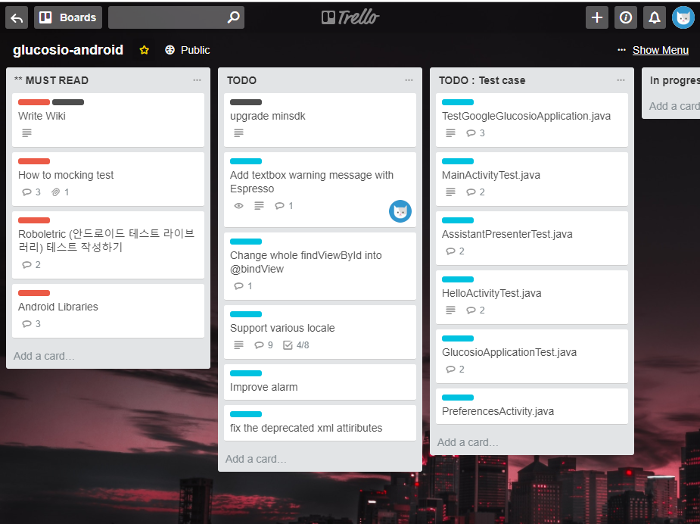 Boards
Trello
glucosio-android
Public
... Show Menu
** MUST READ
Write Wiki
How to mocking test
3 1
Roboletric (안드로이드 테스트 라이브
러리) 테스트 작성하기
2
Android Libraries
3
Add a card...
TODO
upgrade minsdk
Add textbox warning message with
Espresso
1
Change whole findViewById into
@bindView
1
Support various locale
9 4/8
Improve alarm
fix the deprecated xml attiributes
Add a card...
TODO : Test case
TestGoogleGlucosioApplication.java
3
MainActivityTest.java
2
AssistantPresenterTest.java
2
HelloActivityTest.java
2
GlucosioApplicationTest.java
2
PreferencesActivity.java
Add a card...
In progres
Add a card